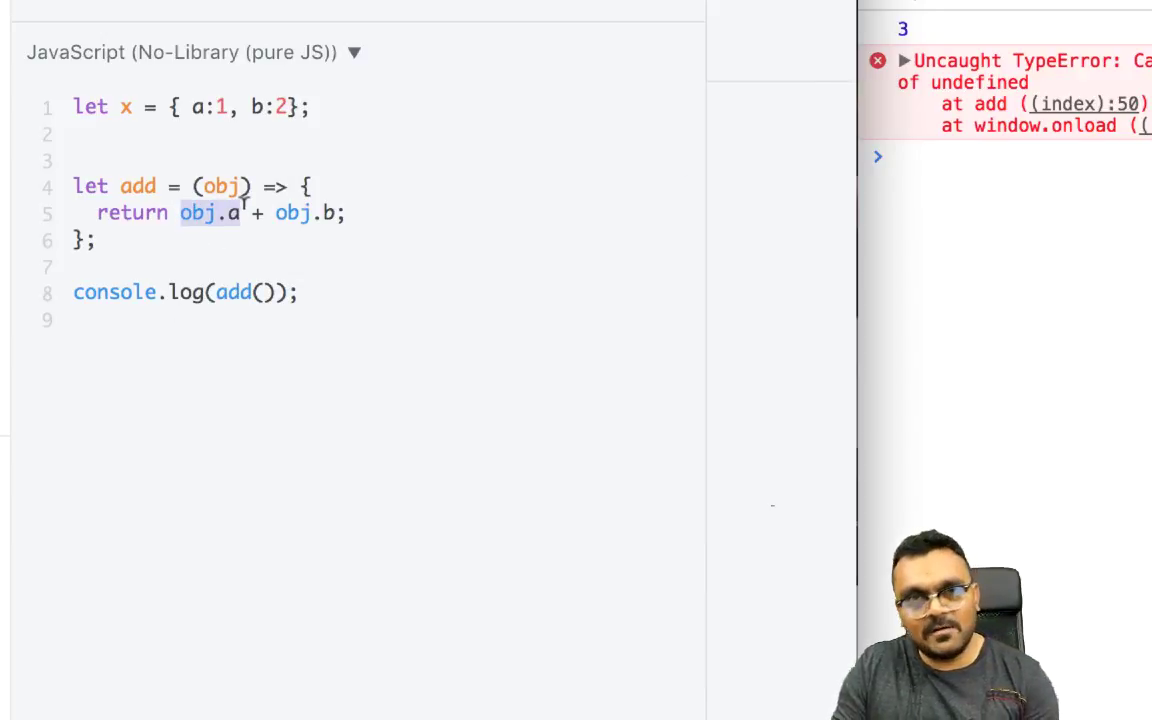 JavaScript (No-Library (pure JS)) ▼
1 let x = { a:1, b:2};
2
3
4 let add = (obj) => {
5 return obj.a + obj.b;
6 };
7
8 console.log(add());
9
3
Uncaught TypeError: Ca
of undefined
at add ((index):50)
at window.onload ((